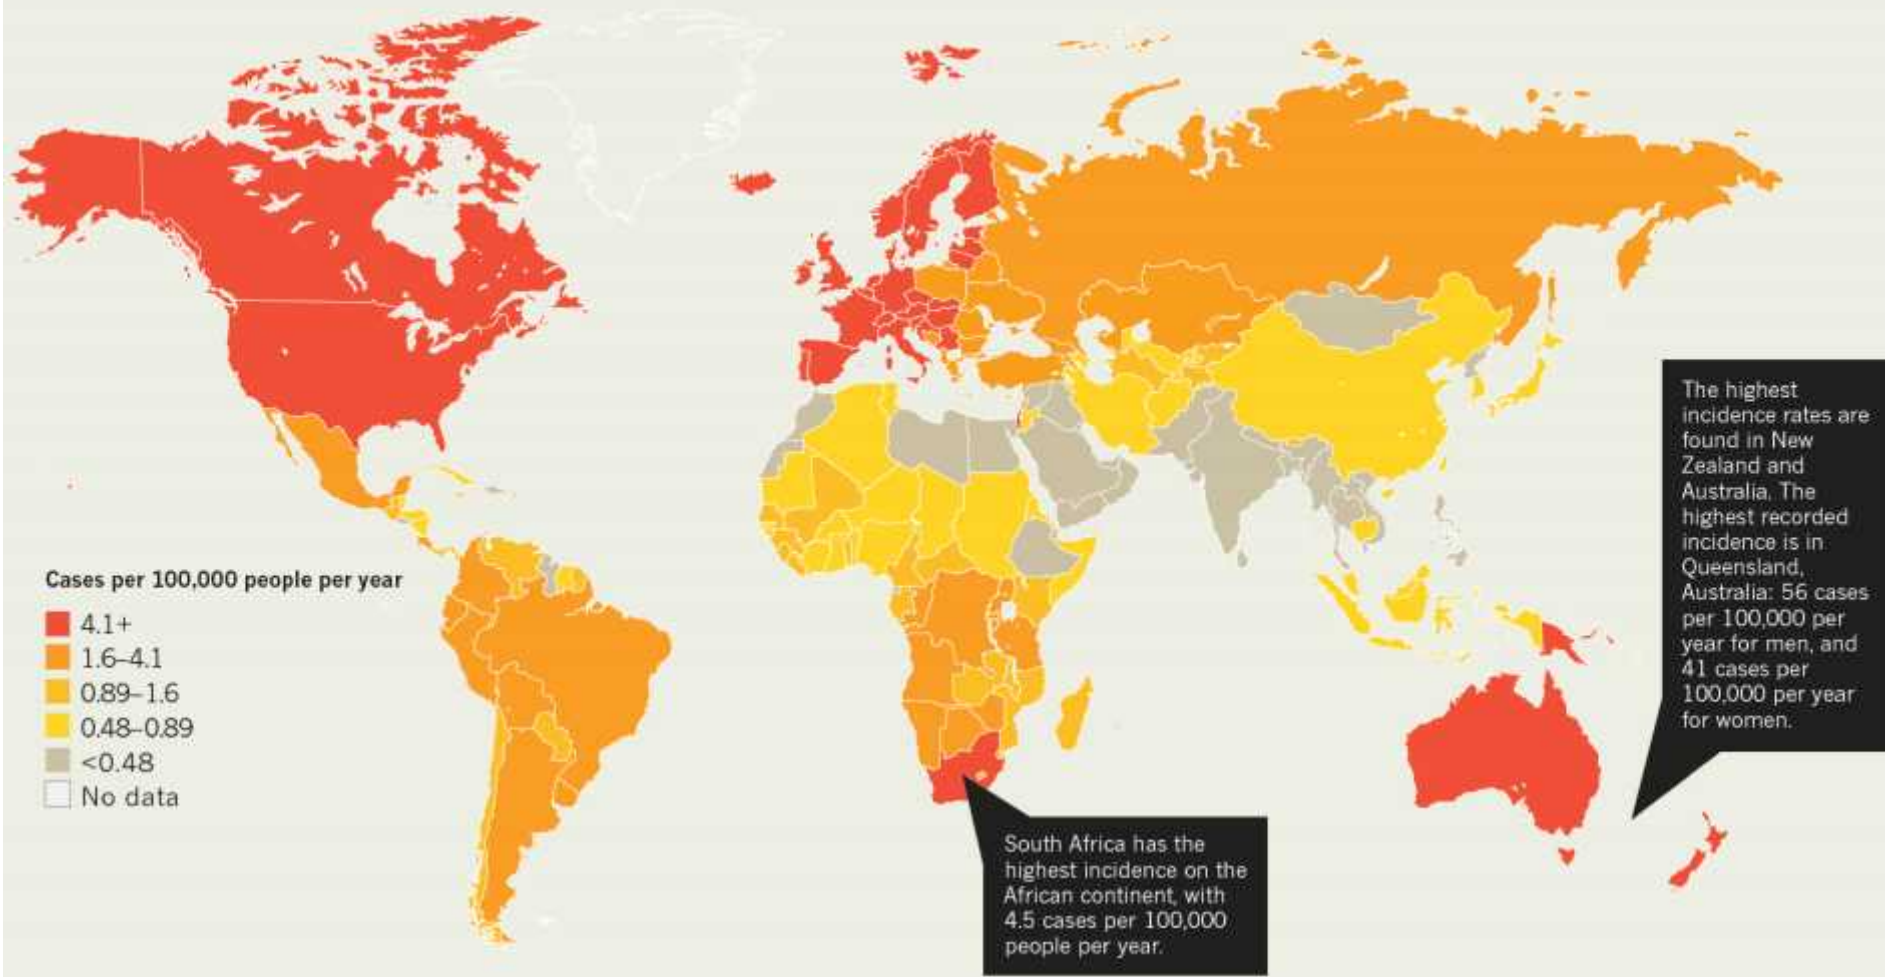 Cases per 100,000 people per year
4.1+
1.6–4.1
0.89–1.6
0.48–0.89
<0.48
No data
South Africa has the
highest incidence on the
African continent, with
4.5 cases per 100,000
people per year.
The highest
incidence rates are
found in New
Zealand and
Australia. The
highest recorded
incidence is in
Queensland,
Australia: 56 cases
per 100,000 per
year for men, and
41 cases per
100,000 per year
for women.